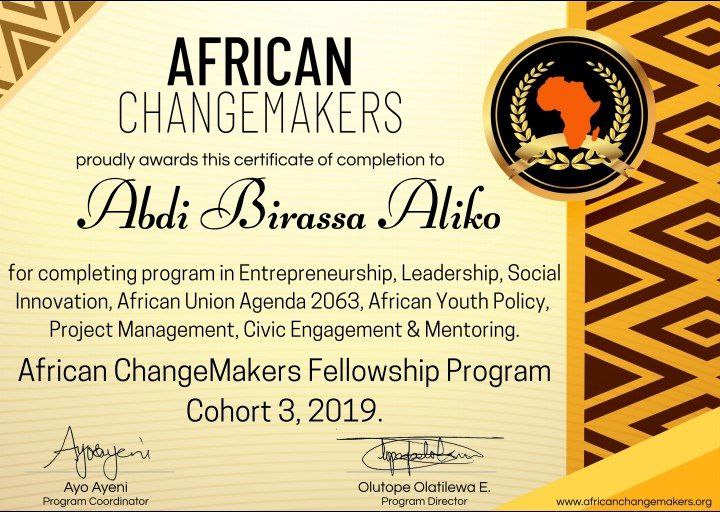 AFRICAN
CHANGEMAKERS
proudly awards this certificate of completion to
Abdi Birassa Aliko
for completing program in Entrepreneurship, Leadership, Social
Innovation, African Union Agenda 2063, African Youth Policy,
Project Management, Civic Engagement & Mentoring.
African ChangeMakers Fellowship Program
Cohort 3, 2019.
Ayo Ayeni
Program Coordinator
Olutope Olatilewa E.
Program Director
www.africanchangemakers.org